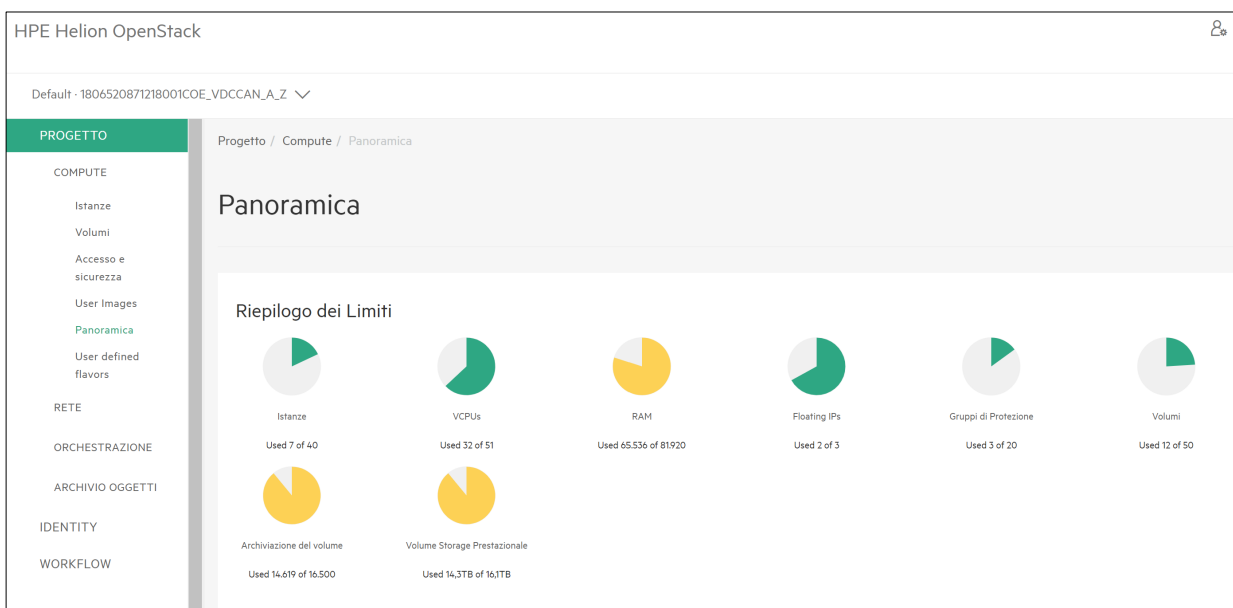 HPE Helion OpenStack
Default · 1806520871218001COE_VDCCAN_A_Z
PROGETTO
COMPUTE
Istanze
Volumi
Accesso e
sicurezza
User Images
Panoramica
User defined
flavors
RETE
ORCHESTRAZIONE
ARCHIVIO OGGETTI
IDENTITY
WORKFLOW
Progetto / Compute / Panoramica
Panoramica
Riepilogo dei Limiti
Istanze
Used 7 of 40
VCPUs
Used 32 of 51
RAM
Used 65.536 of 81.920
Floating IPs
Used 2 of 3
Gruppi di Protezione
Used 3 of 20
Volumi
Used 12 of 50
Archiviazione del volume
Used 14.619 of 16.500
Volume Storage Prestazionale
Used 14,3TB of 16,1TB